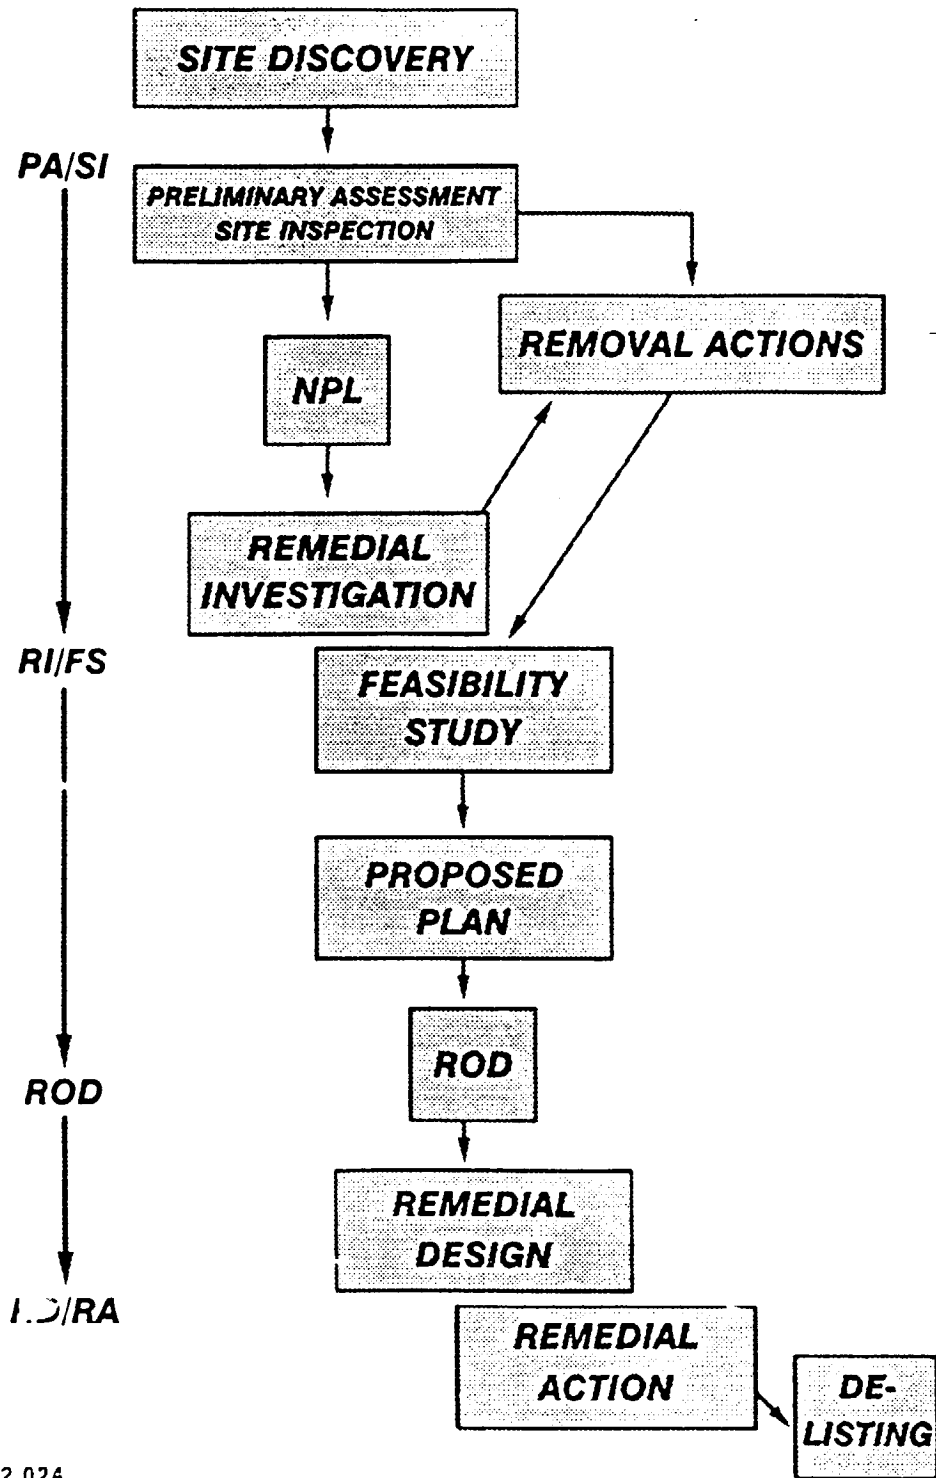 SITE DISCOVERY
PA/SI
PRELIMINARY ASSESSMENT
SITE INSPECTION
REMOVAL ACTIONS
NPL
REMEDIAL
INVESTIGATION
RI/FS
FEASIBILITY
STUDY
PROPOSED
PLAN
ROD
ROD
REMEDIAL
DESIGN
/RA
REMEDIAL
ACTION
DE-
LISTING